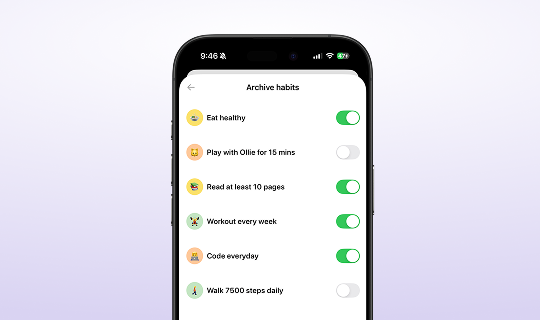 9:46
Archive habits
Eat healthy
Play with Ollie for 15 mins
Read at least 10 pages
Workout every week
Code everyday
Walk 7500 steps daily